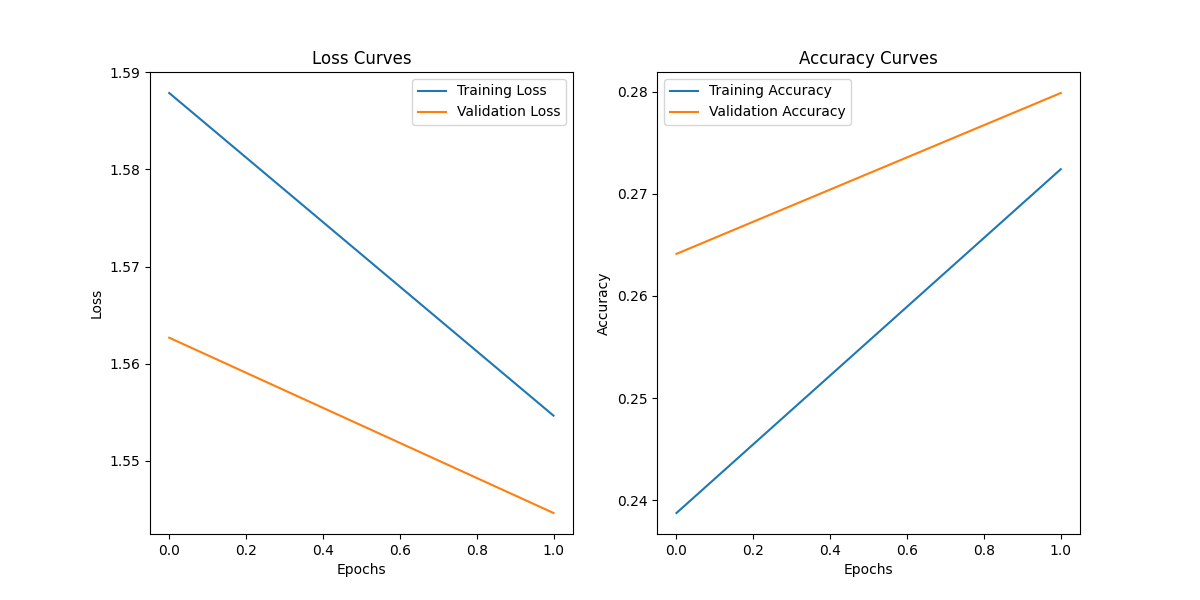 Loss Curves
1.59
1.58
1.57
1.56
1.55
Loss
0.0 0.2 0.4 0.6 0.8 1.0
Epochs
Training Loss
Validation Loss
Accuracy Curves
0.28
0.27
0.26
0.25
0.24
Accuracy
0.0 0.2 0.4 0.6 0.8 1.0
Epochs
Training Accuracy
Validation Accuracy